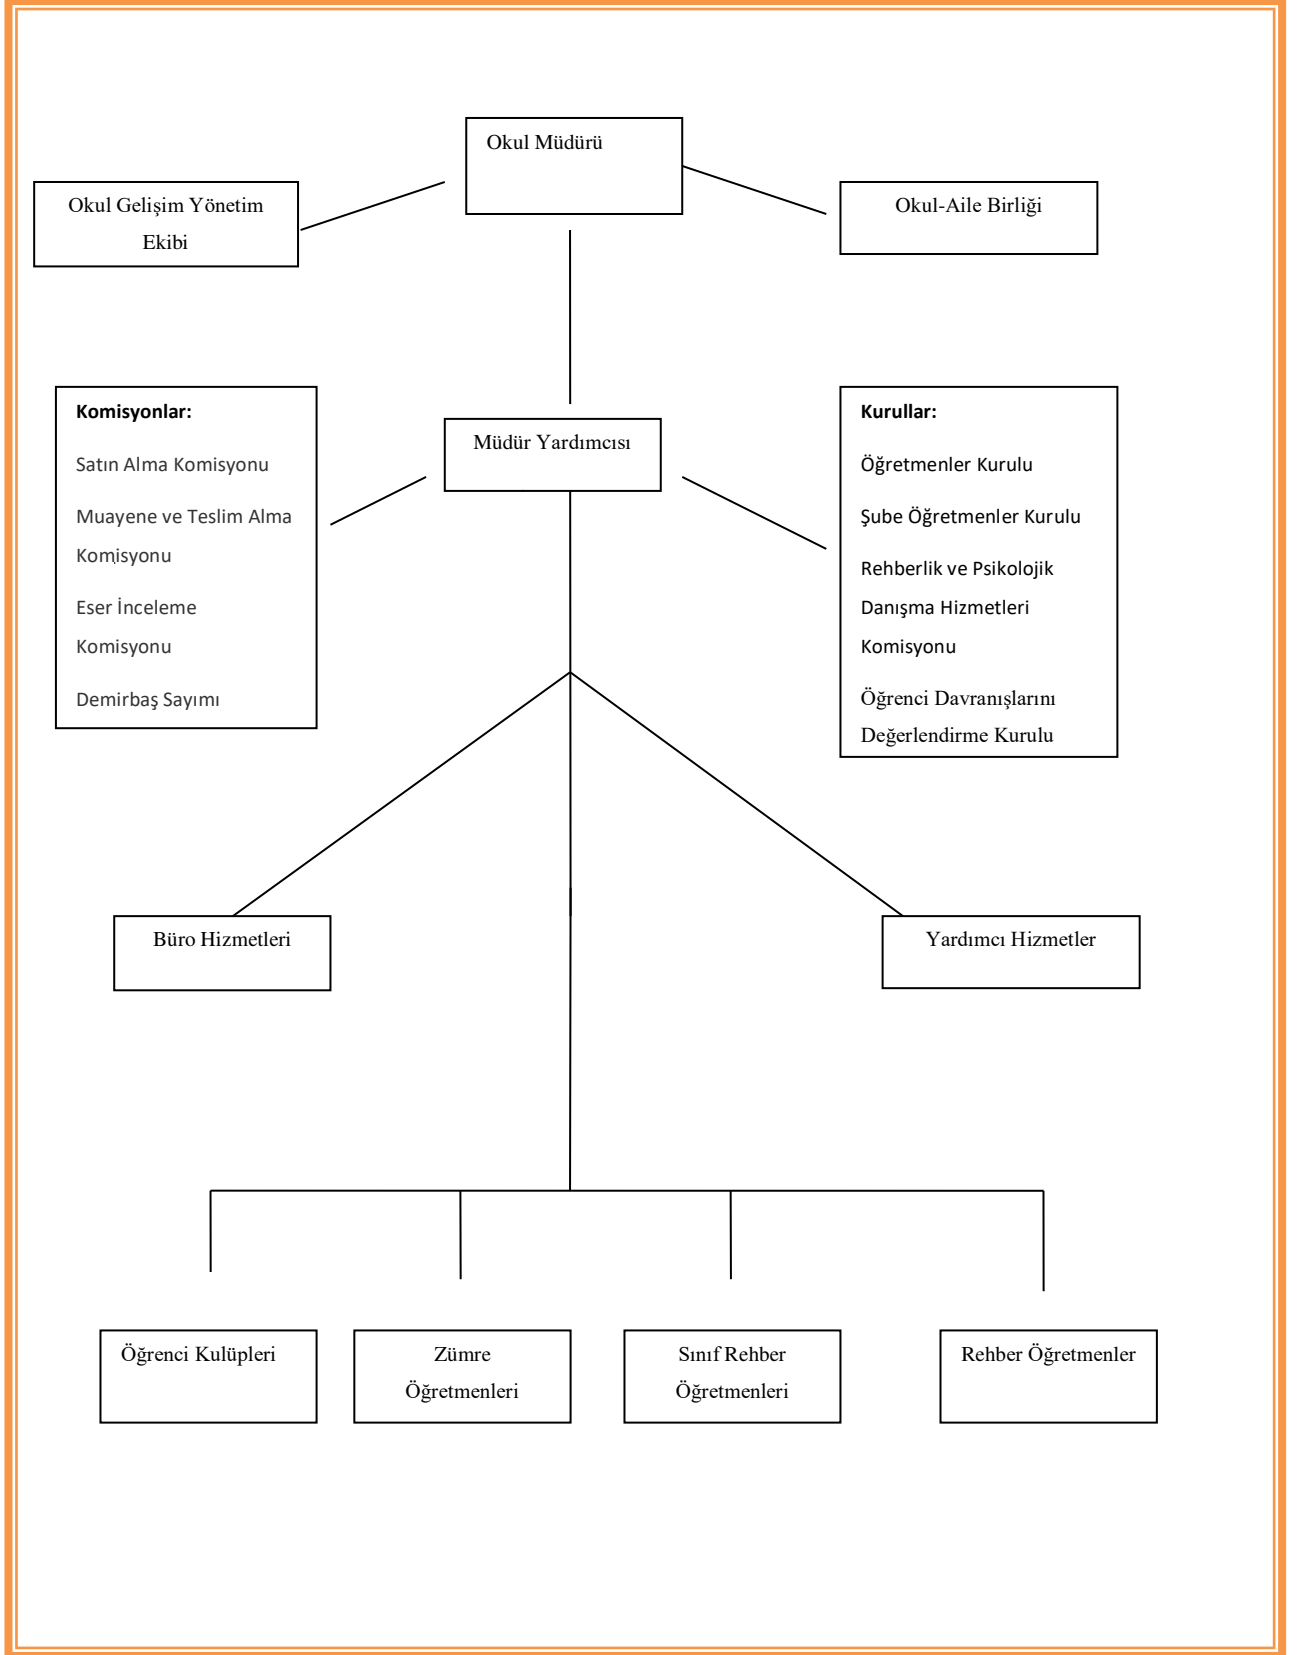 Okul Müdürü
Okul Gelişim Yönetim
Ekibi
Okul-Aile Birliği
Komisyonlar:
Satın Alma Komisyonu
Muayene ve Teslim Alma
Komisyonu
Eser İnceleme
Komisyonu
Demirbaş Sayımı
Müdür Yardımcısı
Kurullar:
Öğretmenler Kurulu
Şube Öğretmenler Kurulu
Rehberlik ve Psikolojik
Danışma Hizmetleri
Komisyonu
Öğrenci Davranışlarını
Değerlendirme Kurulu
Büro Hizmetleri
Yardımcı Hizmetler
Öğrenci Kulüpleri
Zümre
Öğretmenleri
Sınıf Rehber
Öğretmenleri
Rehber Öğretmenler